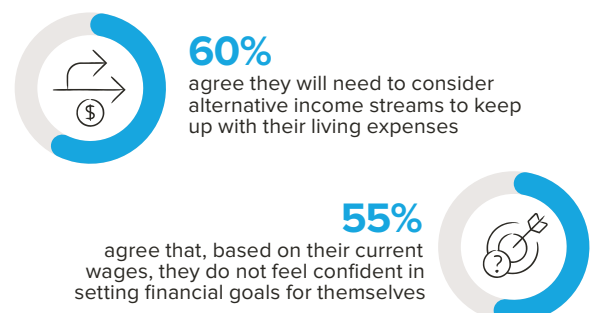 60%
agree they will need to consider
alternative income streams to keep
up with their living expenses
$
55%
agree that, based on their current
wages, they do not feel confident in
setting financial goals for themselves
?